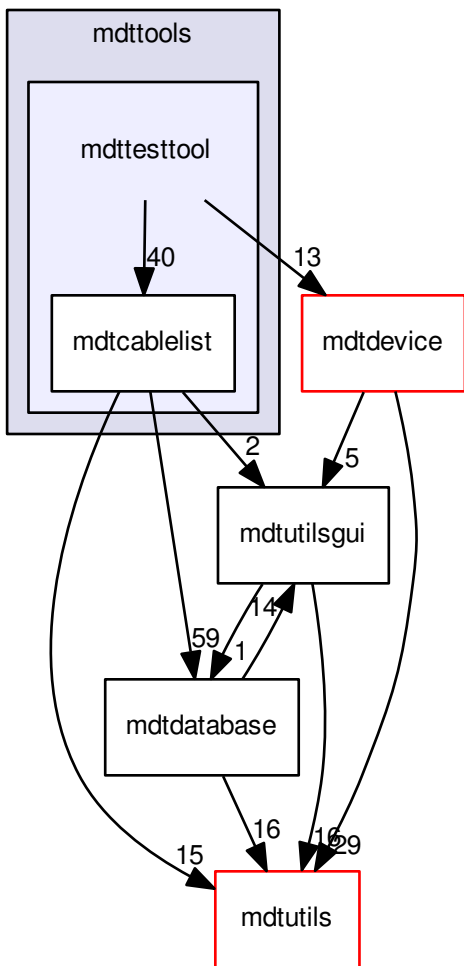 mdttools
mdttesttool
40
13
mdtcablelist
mdtdevice
2
5
mdtutilsgui
14
59
1
mdtdatabase
16
16
29
15
mdtutils